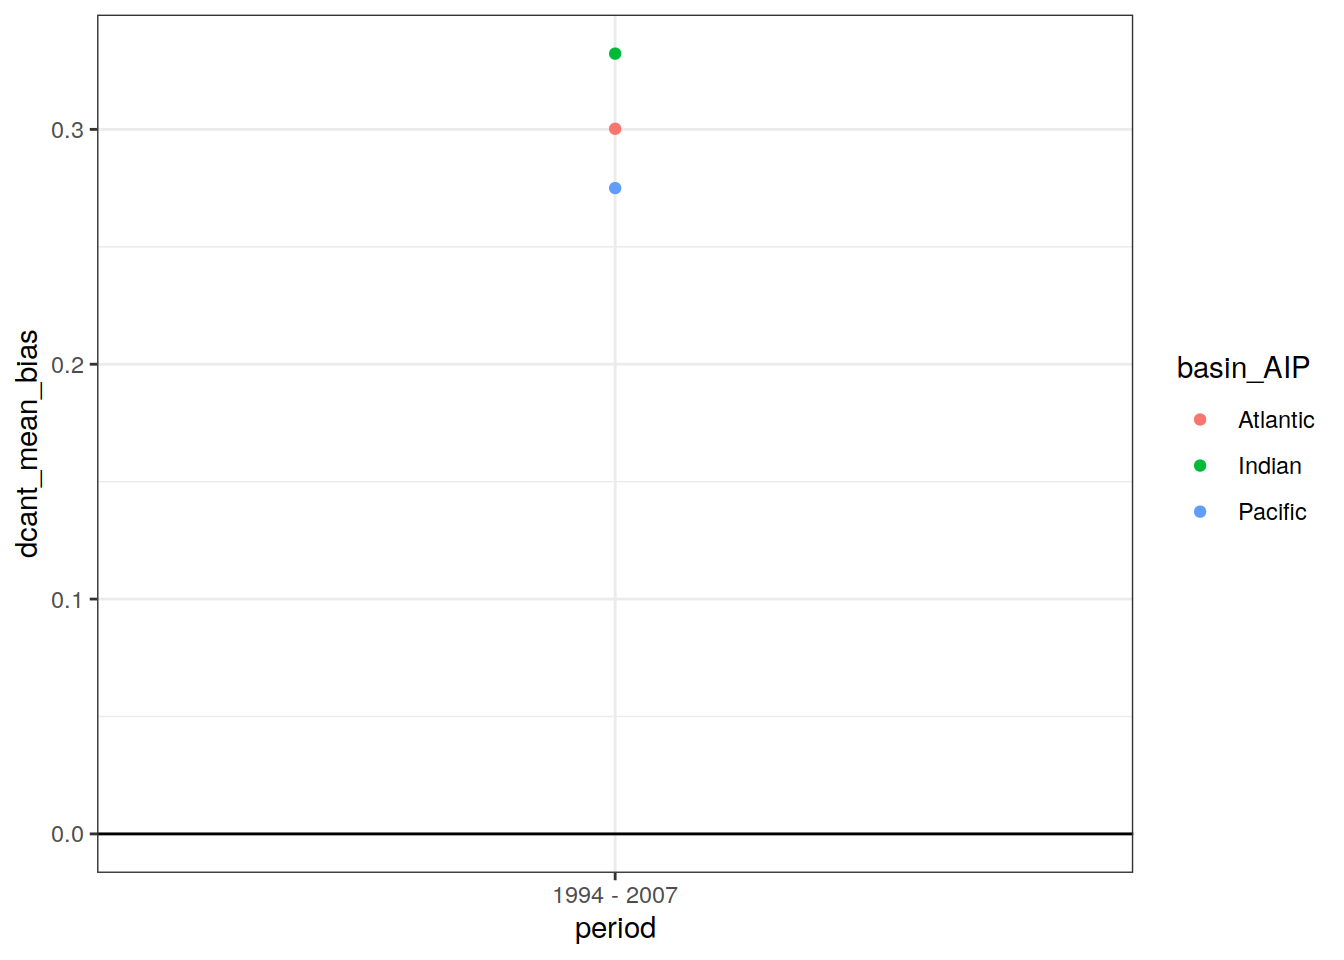 dcant_mean_bias
0.3
0.2
0.1
0.0
1994 - 2007
period
basin_AIP
Atlantic
Indian
Pacific